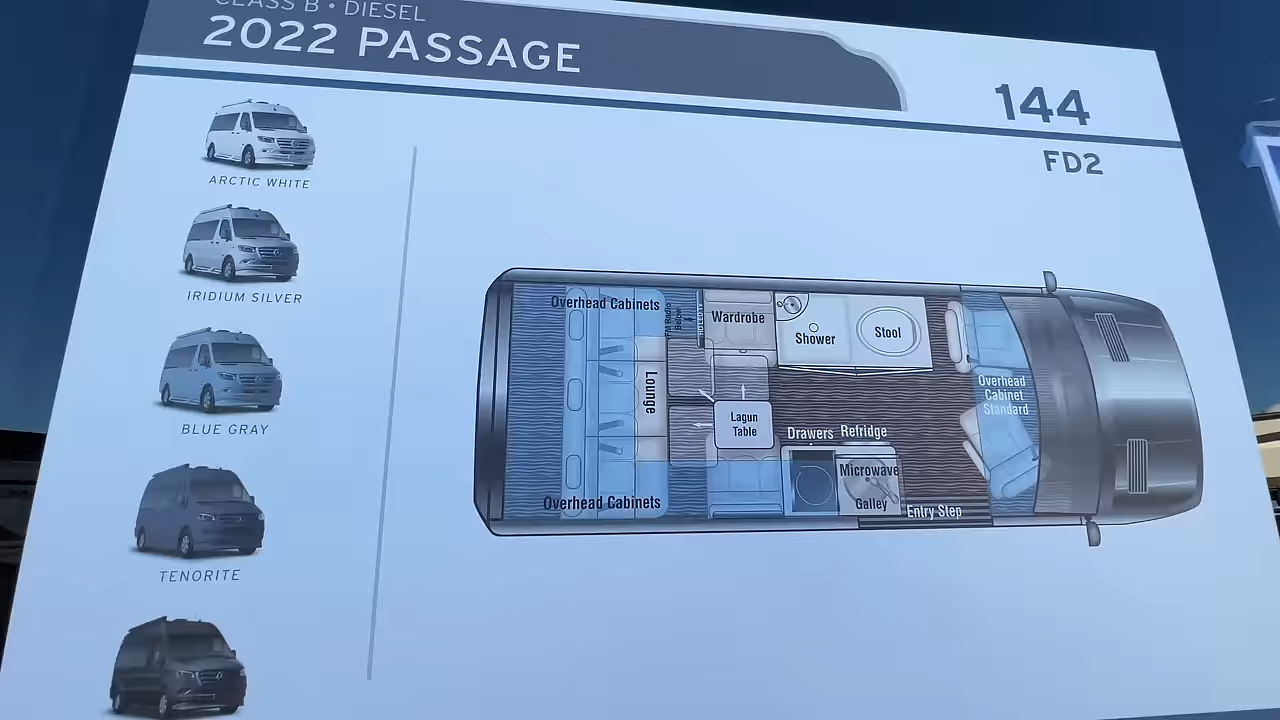 CLASS B • DIESEL
2022 PASSAGE
144
FD2
ARCTIC WHITE
IRIDIUM SILVER
BLUE GRAY
TENORITE
Overhead Cabinets
Wardrobe
Shower
Stool
Lounge
Overhead
Cabinet
Standard
Lagun
Table
Drawers
Refridge
Microwave
Galley
Overhead Cabinets
Entry Step